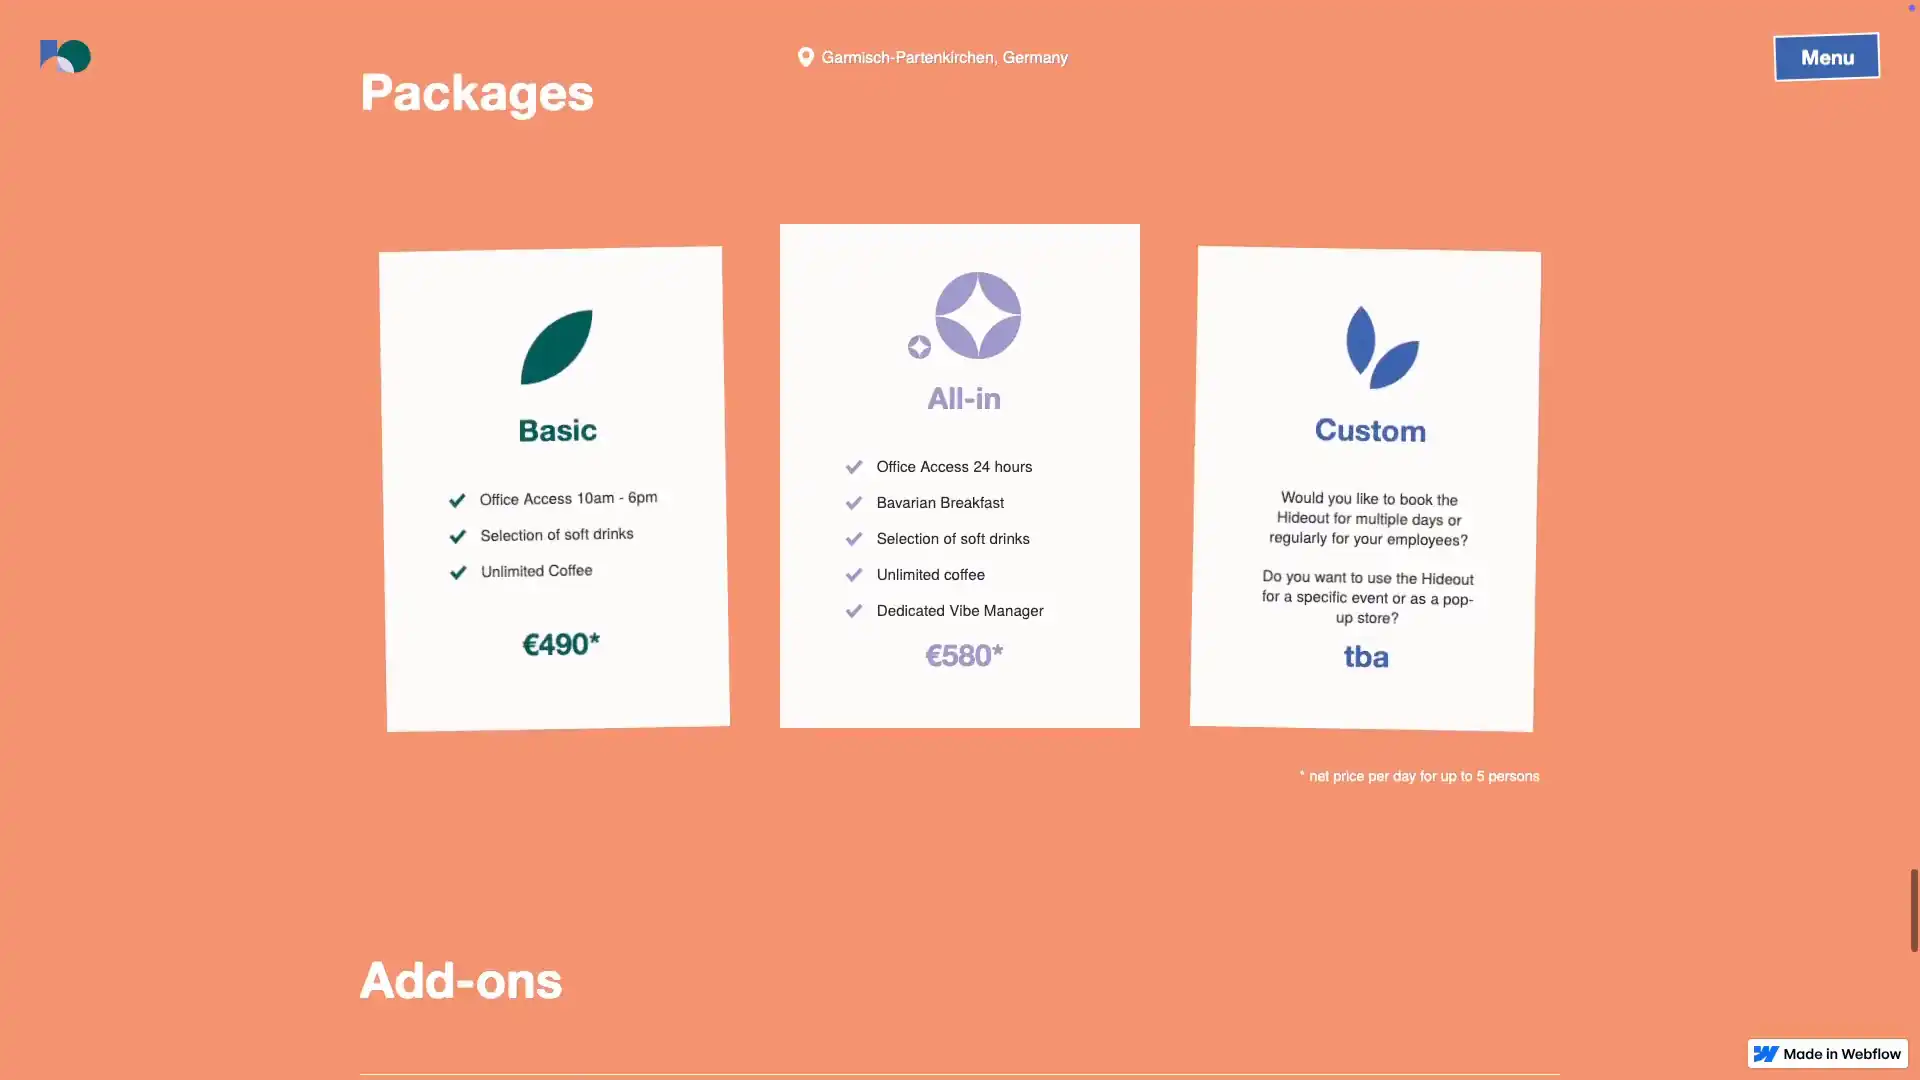 Garmisch-Partenkirchen, Germany
Menu
Packages
Basic
Office Access 10am - 6pm
Selection of soft drinks
Unlimited Coffee
€490*
All-in
Office Access 24 hours
Bavarian Breakfast
Selection of soft drinks
Unlimited coffee
Dedicated Vibe Manager
€580*
Custom
Would you like to book the
Hideout for multiple days or
regularly for your employees?
Do you want to use the Hideout
for a specific event or as a pop-
up store?
tba
* net price per day for up to 5 persons
Add-ons
Made in Webflow